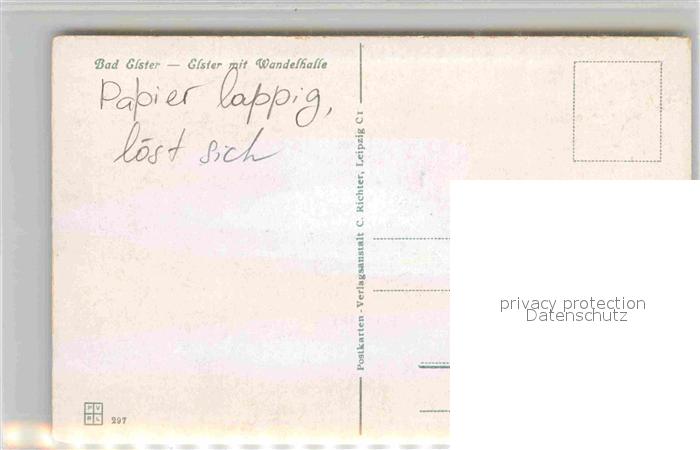 Bad Elster — Elster mit Wandelhalle
Papier lappig,
löst sich
Postkarten-Verlagsanstalt C. Richter, Leipzig C1
privacy protection
Datenschutz
P V
R L
297